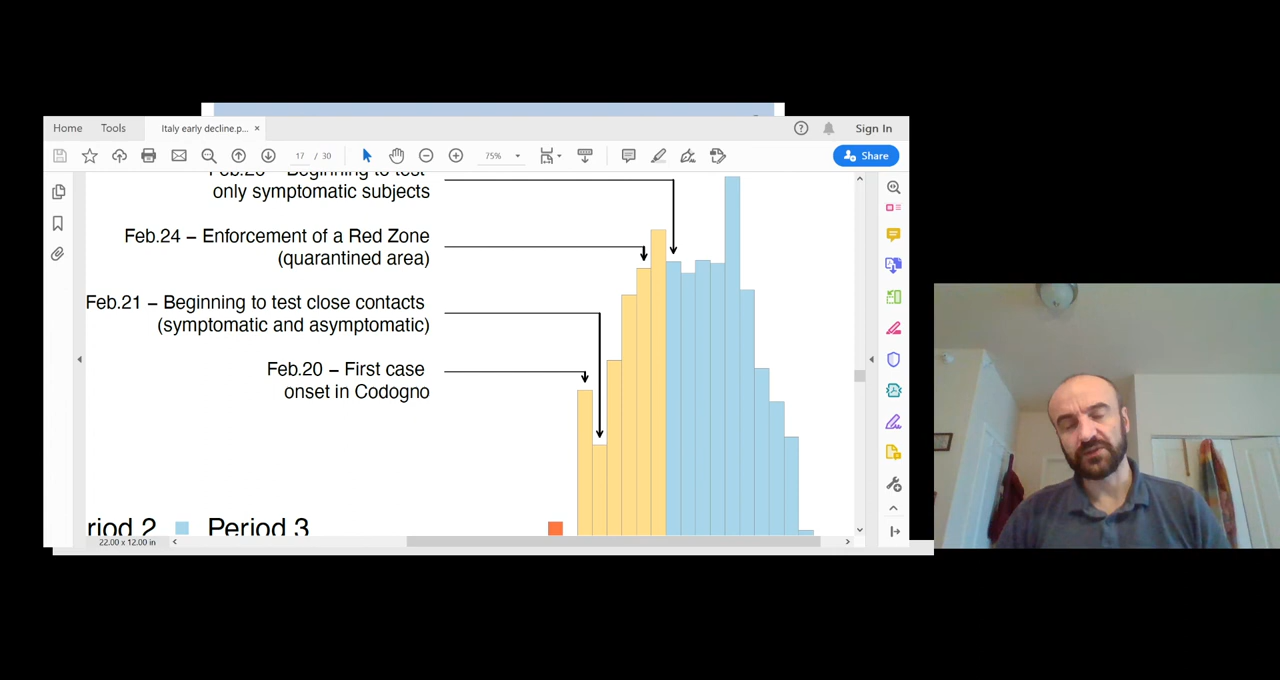 Home Tools Italy early decline.p... × Sign In
17 / 30 75% Share
only symptomatic subjects
Feb.24 – Enforcement of a Red Zone
(quarantined area)
Feb.21 – Beginning to test close contacts
(symptomatic and asymptomatic)
Feb.20 – First case
onset in Codogno
riod 2 Period 3
22.00 x 12.00 in